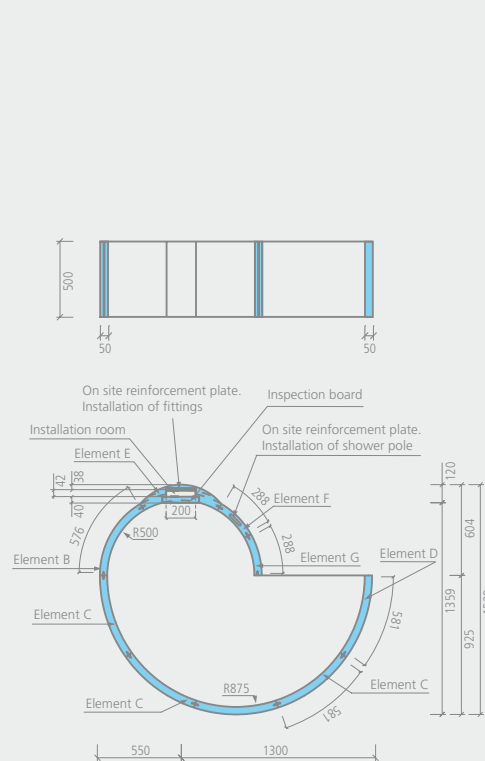 500
50
50
On site reinforcement plate.
Installation of fittings
Inspection board
Installation room
On site reinforcement plate.
Installation of shower pole
Element E
42
38
40
120
200
288
Element F
288
604
576
R500
Element B
Element G
Element D
1359
925
Element C
581
R875
Element C
Element C
581
550
1300